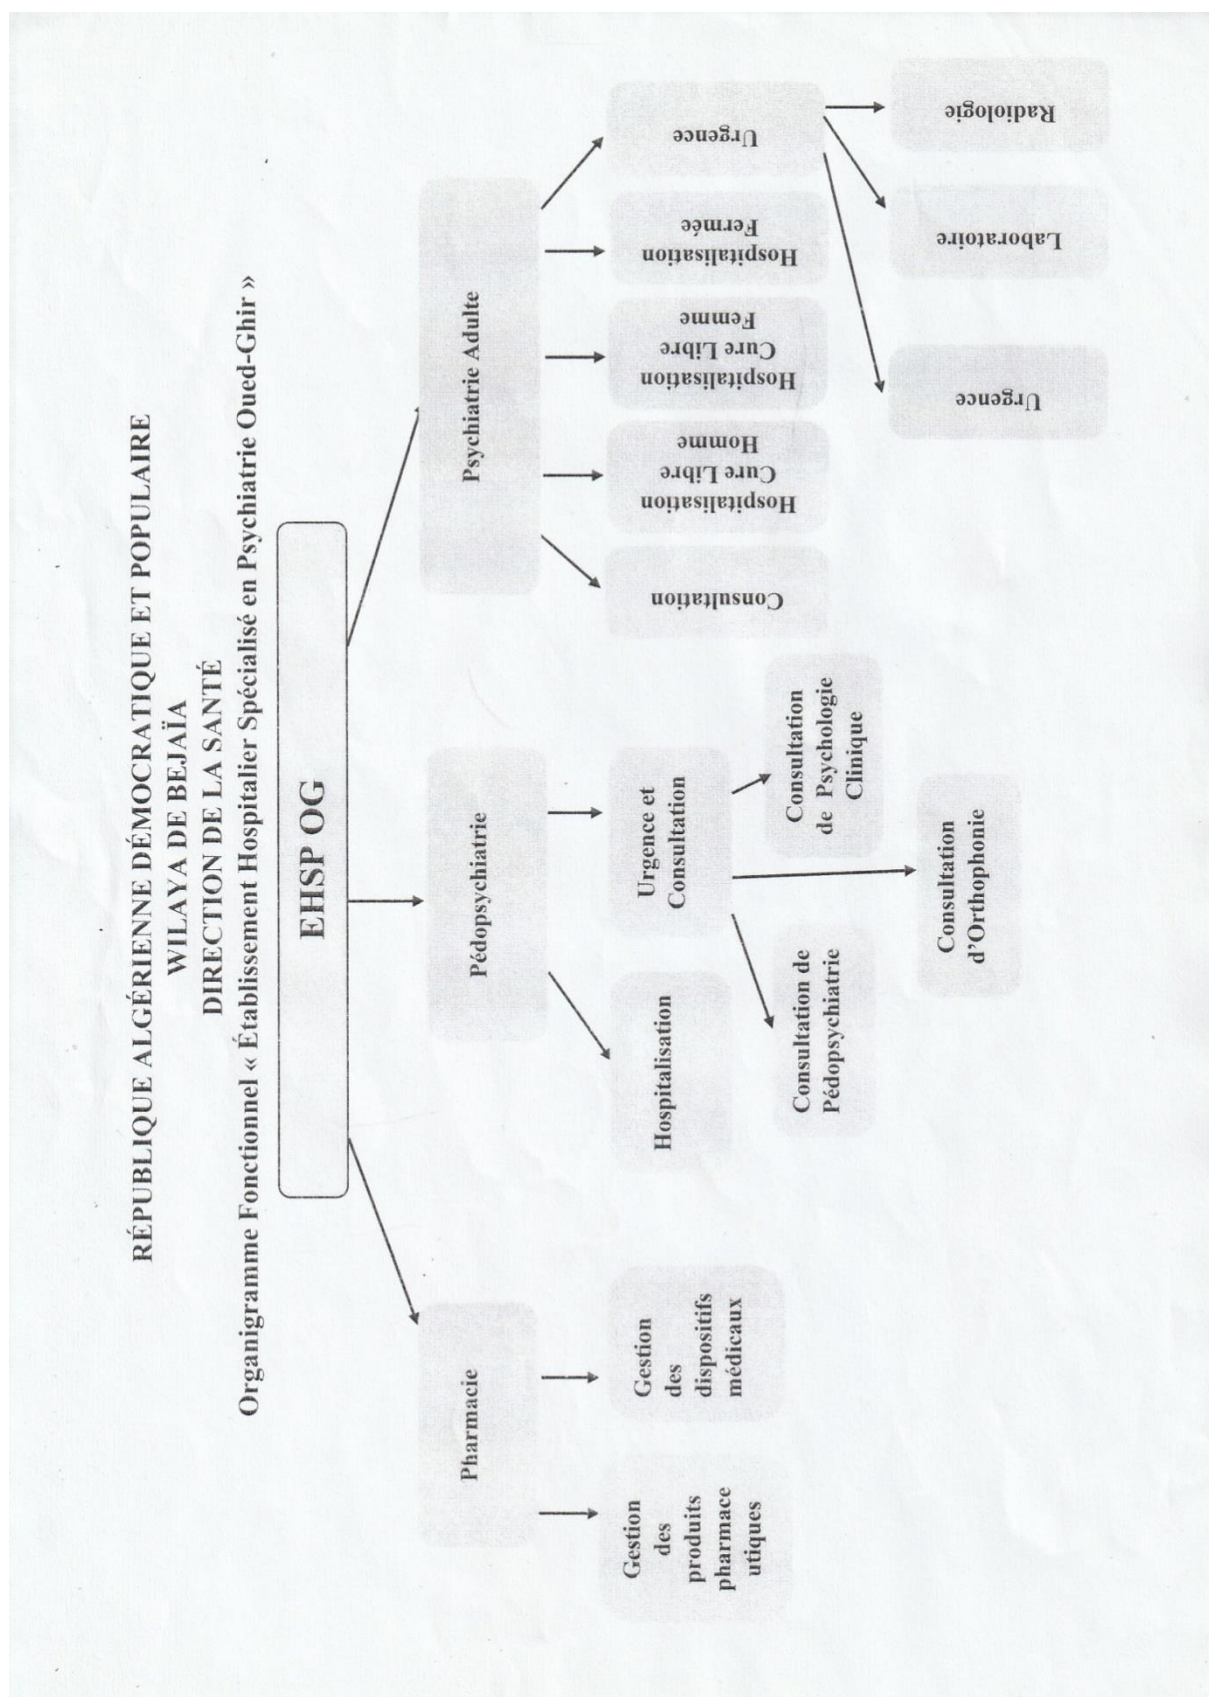 RÉPUBLIQUE ALGÉRIENNE DÉMOCRATIQUE ET POPULAIRE
WILAYA DE BEJAÏA
DIRECTION DE LA SANTÉ
Organigramme Fonctionnel « Établissement Hospitalier Spécialisé en Psychiatrie Oued-Ghir »
EHSP OG
Pharmacie
Pédopsychiatrie
Psychiatrie Adulte
Gestion
des
produits
pharmace
utiques
Gestion
des
dispositifs
médicaux
Hospitalisation
Urgence et
Consultation
Consultation
Hospitalisation
Cure Libre
Homme
Hospitalisation
Cure Libre
Femme
Hospitalisation
Fermée
Urgence
Consultation de
Pédopsychiatrie
Consultation
de Psychologie
Clinique
Consultation
d'Orthophonie
Urgence
Laboratoire
Radiologie